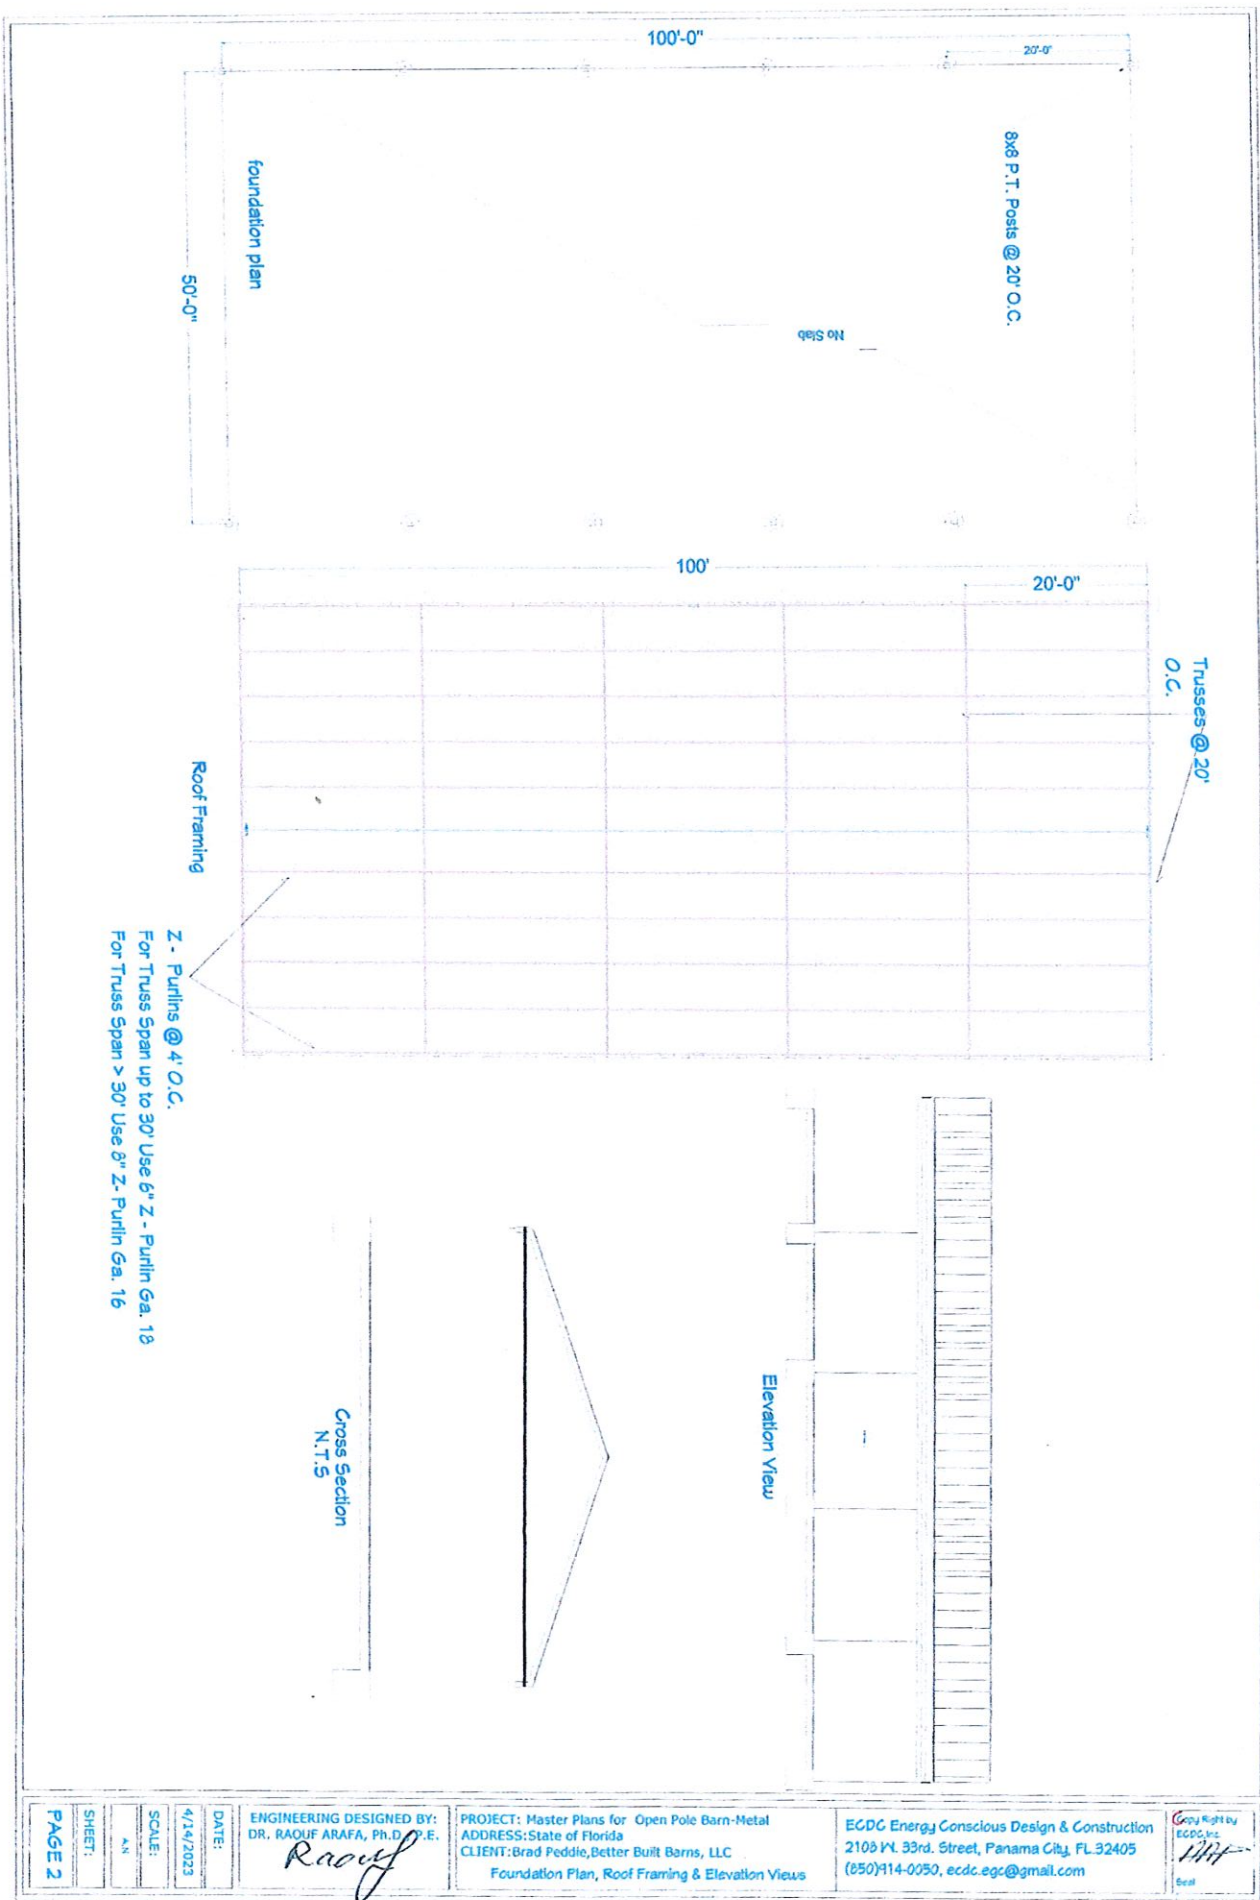 100'-0"
20'-0"
8x8 P.T. Posts @ 20' O.C.
foundation plan
50'-0"
No Slab
100'
20'-0"
Trusses @ 20'
O.C.
Roof Framing
Z - Purlins @ 4' O.C.
For Truss Span up to 30' Use 6" Z - Purlin Ga. 18
For Truss Span > 30' Use 8" Z- Purlin Ga. 16
Elevation View
Cross Section
N.T.S
PAGE 2
SHEET:
SCALE:
DATE:
4/14/2023
ENGINEERING DESIGNED BY:
DR. RAOUF ARAFA, Ph.D., P.E.
Raouf
PROJECT: Master Plans for Open Pole Barn-Metal
ADDRESS:State of Florida
CLIENT:Brad Peddie,Better Built Barns, LLC
Foundation Plan, Roof Framing & Elevation Views
ECDC Energy Conscious Design & Construction
2108 W. 33rd. Street, Panama City, FL.32405
(850)914-0050, ecdc.egc@gmail.com
Copy Right by
ECDC,Inc.
Seal